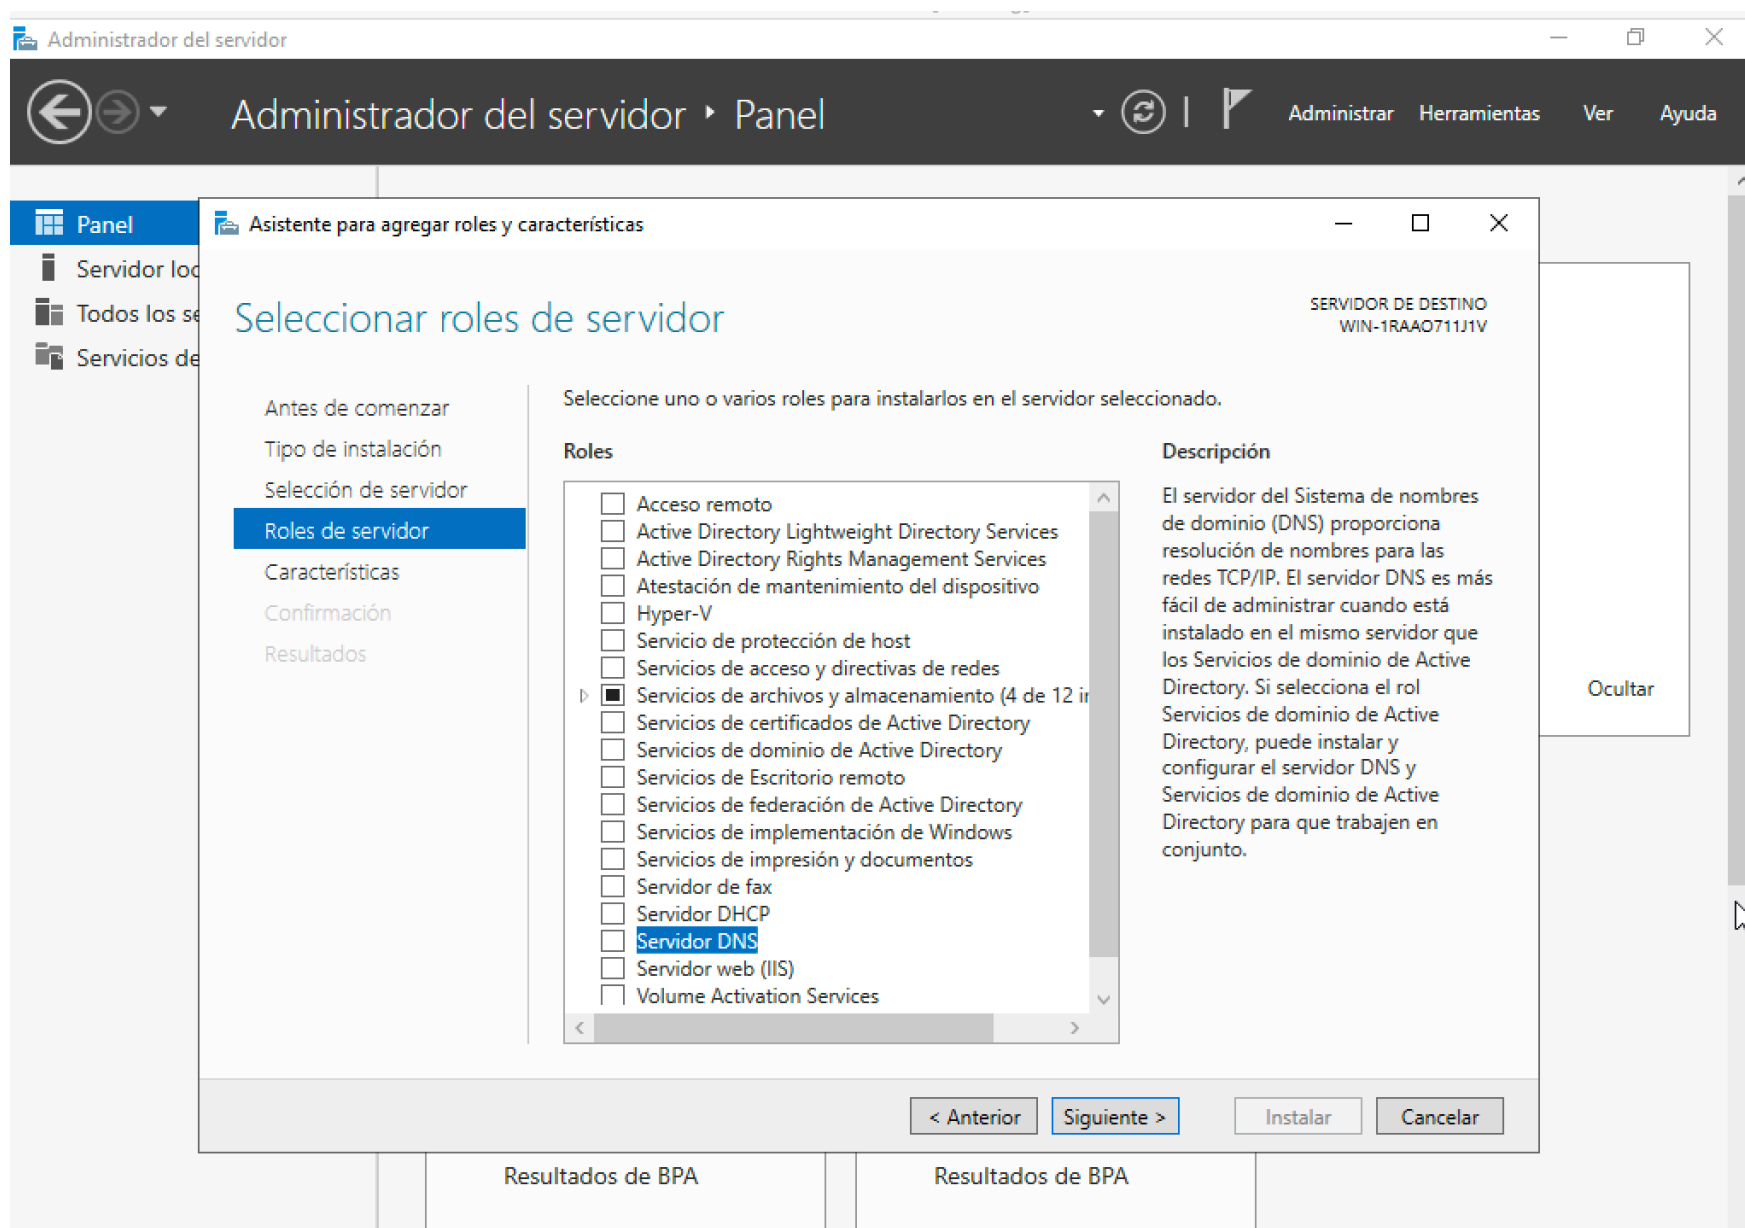 Administrador del servidor
Administrador del servidor ‣ Panel
Administrar Herramientas Ver Ayuda
Panel
Servidor loc
Todos los se
Servicios de
Asistente para agregar roles y características
Seleccionar roles de servidor
SERVIDOR DE DESTINO
WIN-1RAAO711J1V
Antes de comenzar
Tipo de instalación
Selección de servidor
Roles de servidor
Características
Confirmación
Resultados
Seleccione uno o varios roles para instalarlos en el servidor seleccionado.
Roles
Acceso remoto
Active Directory Lightweight Directory Services
Active Directory Rights Management Services
Atestación de mantenimiento del dispositivo
Hyper-V
Servicio de protección de host
Servicios de acceso y directivas de redes
Servicios de archivos y almacenamiento (4 de 12 ir
Servicios de certificados de Active Directory
Servicios de dominio de Active Directory
Servicios de Escritorio remoto
Servicios de federación de Active Directory
Servicios de implementación de Windows
Servicios de impresión y documentos
Servidor de fax
Servidor DHCP
Servidor DNS
Servidor web (IIS)
Volume Activation Services
Descripción
El servidor del Sistema de nombres
de dominio (DNS) proporciona
resolución de nombres para las
redes TCP/IP. El servidor DNS es más
fácil de administrar cuando está
instalado en el mismo servidor que
los Servicios de dominio de Active
Directory. Si selecciona el rol
Servicios de dominio de Active
Directory, puede instalar y
configurar el servidor DNS y
Servicios de dominio de Active
Directory para que trabajen en
conjunto.
Ocultar
< Anterior Siguiente > Instalar Cancelar
Resultados de BPA
Resultados de BPA